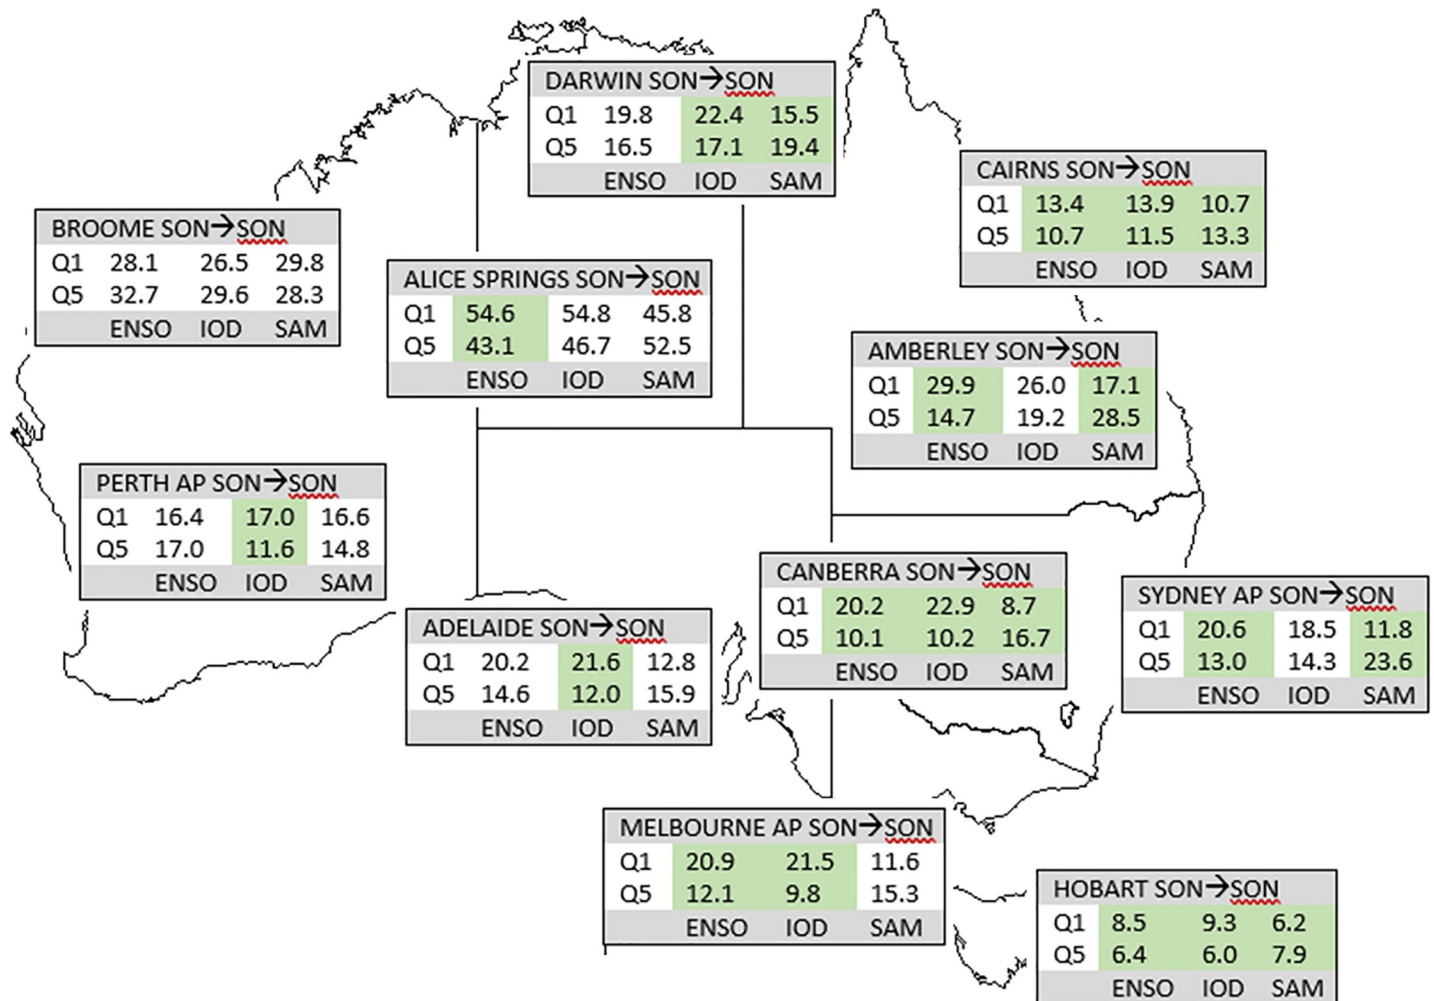 DARWIN SON→SON
Q1 19.8 22.4 15.5
Q5 16.5 17.1 19.4
ENSO IOD SAM
CAIRNS SON→SON
Q1 13.4 13.9 10.7
Q5 10.7 11.5 13.3
ENSO IOD SAM
BROOME SON→SON
Q1 28.1 26.5 29.8
Q5 32.7 29.6 28.3
ENSO IOD SAM
ALICE SPRINGS SON→SON
Q1 54.6 54.8 45.8
Q5 43.1 46.7 52.5
ENSO IOD SAM
AMBERLEY SON→SON
Q1 29.9 26.0 17.1
Q5 14.7 19.2 28.5
ENSO IOD SAM
PERTH AP SON→SON
Q1 16.4 17.0 16.6
Q5 17.0 11.6 14.8
ENSO IOD SAM
CANBERRA SON→SON
Q1 20.2 22.9 8.7
Q5 10.1 10.2 16.7
ENSO IOD SAM
SYDNEY AP SON→SON
Q1 20.6 18.5 11.8
Q5 13.0 14.3 23.6
ENSO IOD SAM
ADELAIDE SON→SON
Q1 20.2 21.6 12.8
Q5 14.6 12.0 15.9
ENSO IOD SAM
MELBOURNE AP SON→SON
Q1 20.9 21.5 11.6
Q5 12.1 9.8 15.3
ENSO IOD SAM
HOBART SON→SON
Q1 8.5 9.3 6.2
Q5 6.4 6.0 7.9
ENSO IOD SAM